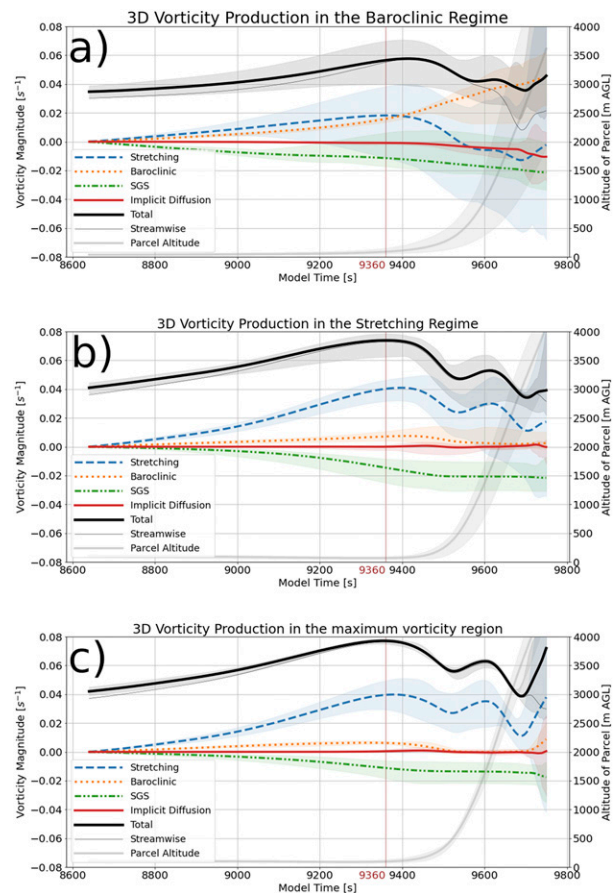 3D Vorticity Production in the Baroclinic Regime
a)
0.08
0.06
0.04
0.02
0.00
−0.02
−0.04
−0.06
−0.08
Vorticity Magnitude [s⁻¹]
4000
3500
3000
2500
2000
1500
1000
500
0
Altitude of Parcel [m AGL]
Stretching
Baroclinic
SGS
Implicit Diffusion
Total
Streamwise
Parcel Altitude
8600 9000 9200 9360 9400 9600 9800
Model Time [s]
3D Vorticity Production in the Stretching Regime
b)
0.08
0.06
0.04
0.02
0.00
−0.02
−0.04
−0.06
−0.08
Vorticity Magnitude [s⁻¹]
4000
3500
3000
2500
2000
1500
1000
500
0
Altitude of Parcel [m AGL]
Stretching
Baroclinic
SGS
Implicit Diffusion
Total
Streamwise
Parcel Altitude
8600 9000 9200 9360 9400 9600 9800
Model Time [s]
3D Vorticity Production in the maximum vorticity region
c)
0.08
0.06
0.04
0.02
0.00
−0.02
−0.04
−0.06
−0.08
Vorticity Magnitude [s⁻¹]
4000
3500
3000
2500
2000
1500
1000
500
0
Altitude of Parcel [m AGL]
Stretching
Baroclinic
SGS
Implicit Diffusion
Total
Streamwise
Parcel Altitude
8600 9000 9200 9360 9400 9600 9800
Model Time [s]